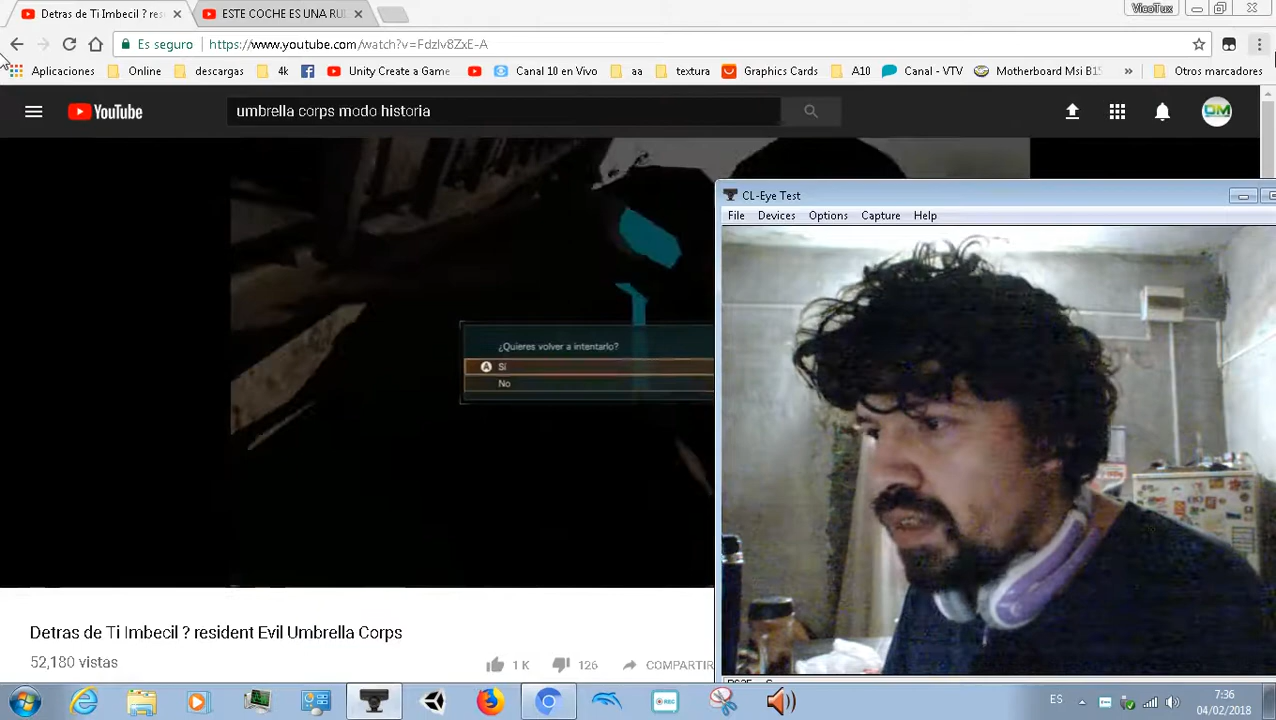 Detras de Ti Imbecil ? res
ESTE COCHE ES UNA RUI
VicoTux
Es seguro
https://www.youtube.com/watch?v=Fdzlv8ZxE-A
Aplicaciones
Online
descargas
4k
Unity Create a Game
Canal 10 en Vivo
aa
textura
Graphics Cards
A10
Canal - VTV
Motherboard Msi B15
»
Otros marcadores
YouTube
umbrella corps modo historia
CL-Eye Test
File Devices Options Capture Help
¿Quieres volver a intentarlo?
A Sí
No
Detras de Ti Imbecil ? resident Evil Umbrella Corps
52,180 vistas
1 K
126
COMPARTIR
REC
ES
7:36
04/02/2018